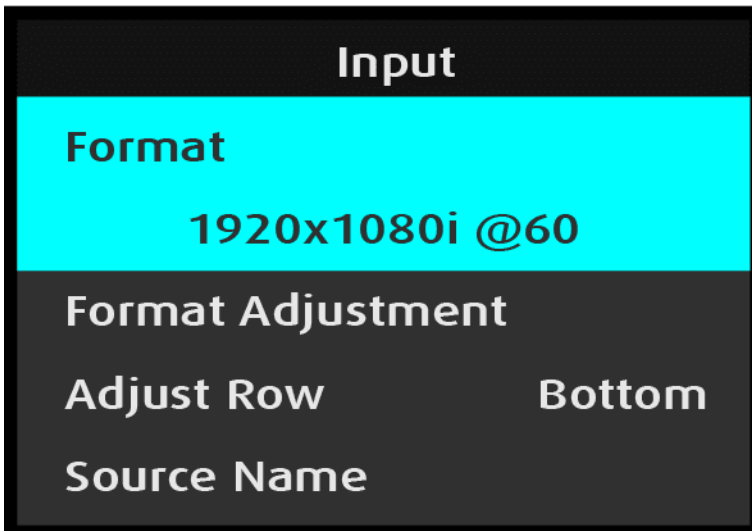 Input
Format
1920x1080i @60
Format Adjustment
Adjust Row Bottom
Source Name